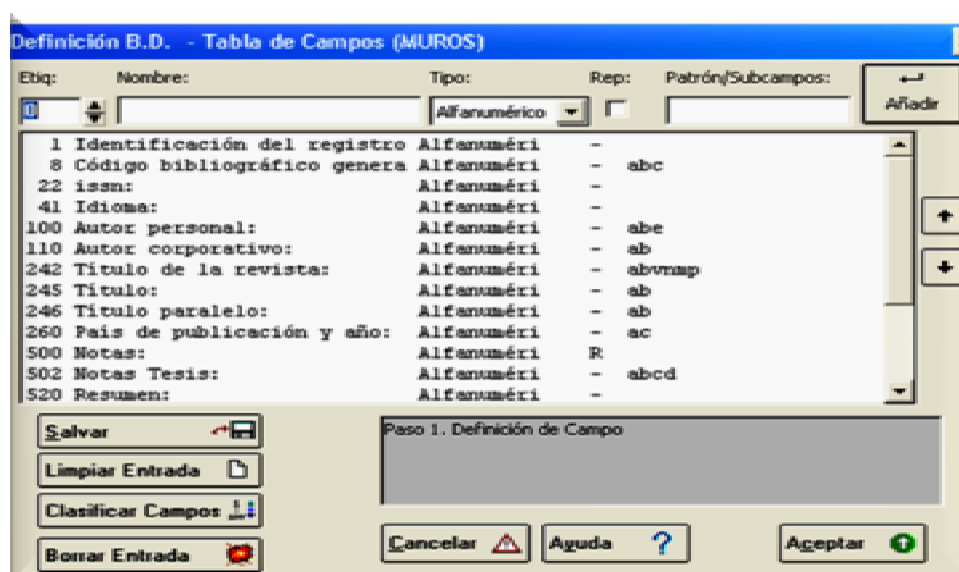 Definición B.D. - Tabla de Campos (MUROS)
Etiq: Nombre: Tipo: Rep: Patrón/Subcampos:
Añadir
0 Alfanumérico
1 Identificación del registro Alfanuméri -
8 Código bibliográfico genera Alfanuméri - abc
22 issn: Alfanuméri -
41 Idioma: Alfanuméri -
100 Autor personal: Alfanuméri - abe
110 Autor corporativo: Alfanuméri - ab
242 Titulo de la revista: Alfanuméri - abvnmp
245 Titulo: Alfanuméri - ab
246 Titulo paralelo: Alfanuméri - ab
260 País de publicación y año: Alfanuméri - ac
500 Notas: Alfanuméri R
502 Notas Tesis: Alfanuméri - abcd
520 Resumen: Alfanuméri -
Salvar
Paso 1. Definición de Campo
Limpiar Entrada
Clasificar Campos
Borrar Entrada
Cancelar Ayuda ? Aceptar